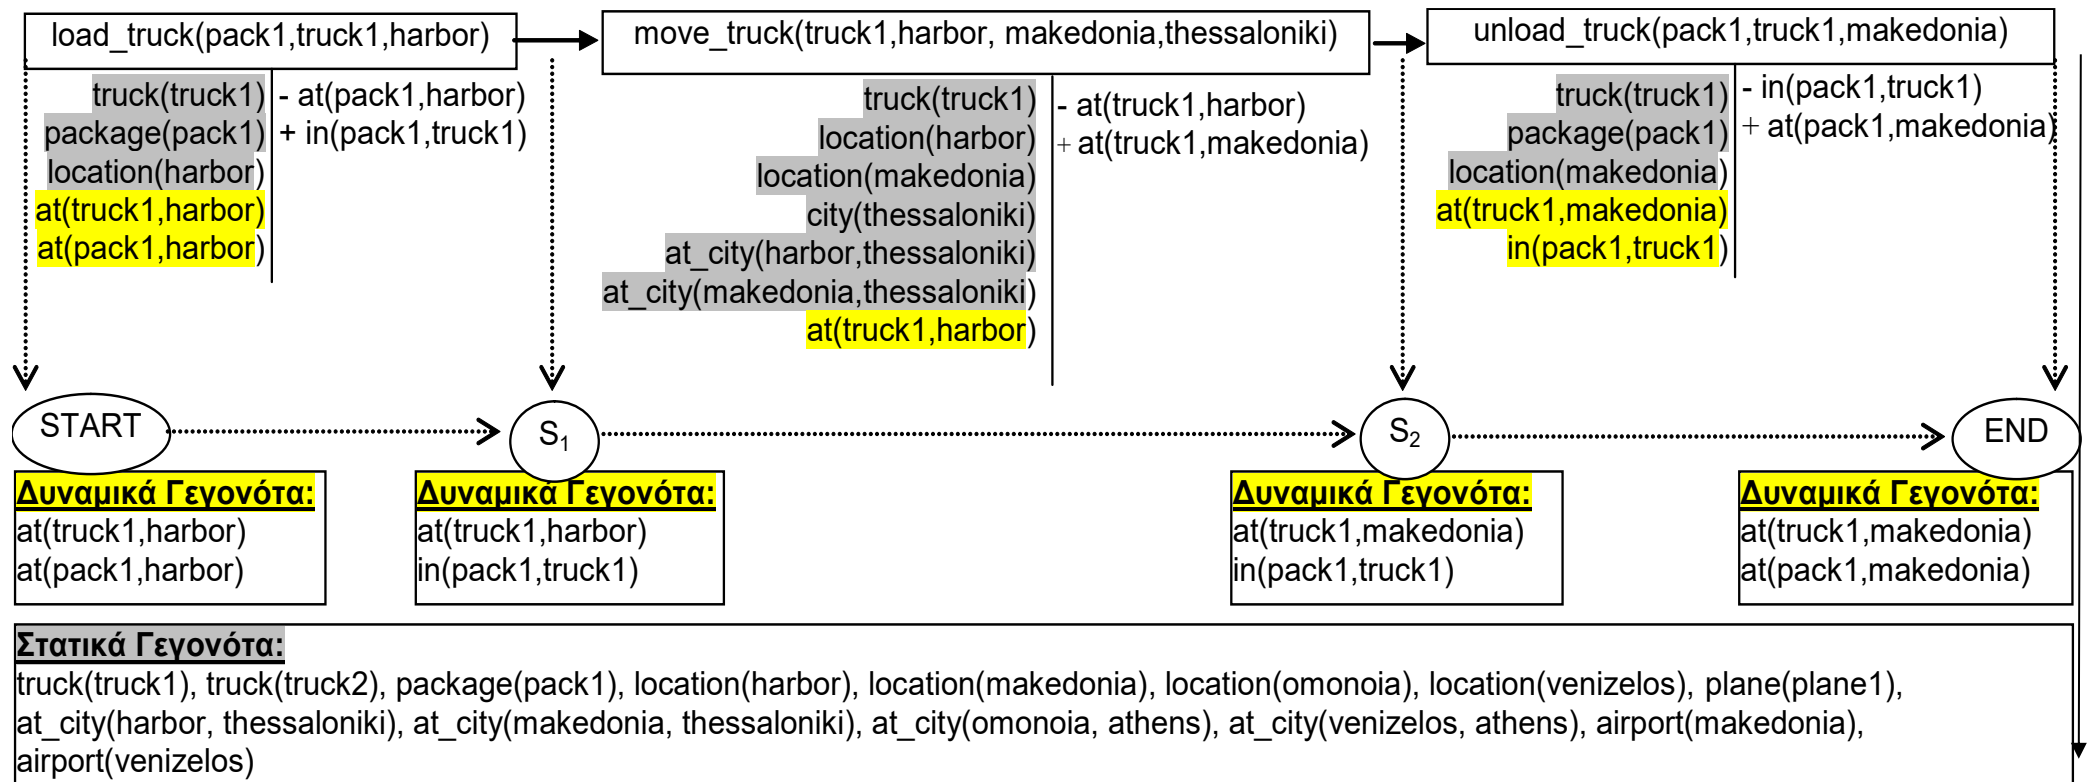 load_truck(pack1,truck1,harbor)
truck(truck1)
package(pack1)
location(harbor)
at(truck1,harbor)
at(pack1,harbor)
- at(pack1,harbor)
+ in(pack1,truck1)
move_truck(truck1,harbor, makedonia,thessaloniki)
truck(truck1)
location(harbor)
location(makedonia)
city(thessaloniki)
at_city(harbor,thessaloniki)
at_city(makedonia,thessaloniki)
at(truck1,harbor)
- at(truck1,harbor)
+ at(truck1,makedonia)
unload_truck(pack1,truck1,makedonia)
truck(truck1)
package(pack1)
location(makedonia)
at(truck1,makedonia)
in(pack1,truck1)
- in(pack1,truck1)
+ at(pack1,makedonia)
START
S1
S2
END
Δυναμικά Γεγονότα:
at(truck1,harbor)
at(pack1,harbor)
Δυναμικά Γεγονότα:
at(truck1,harbor)
in(pack1,truck1)
Δυναμικά Γεγονότα:
at(truck1,makedonia)
in(pack1,truck1)
Δυναμικά Γεγονότα:
at(truck1,makedonia)
at(pack1,makedonia)
Στατικά Γεγονότα:
truck(truck1), truck(truck2), package(pack1), location(harbor), location(makedonia), location(omonoia), location(venizelos), plane(plane1),
at_city(harbor, thessaloniki), at_city(makedonia, thessaloniki), at_city(omonoia, athens), at_city(venizelos, athens), airport(makedonia),
airport(venizelos)